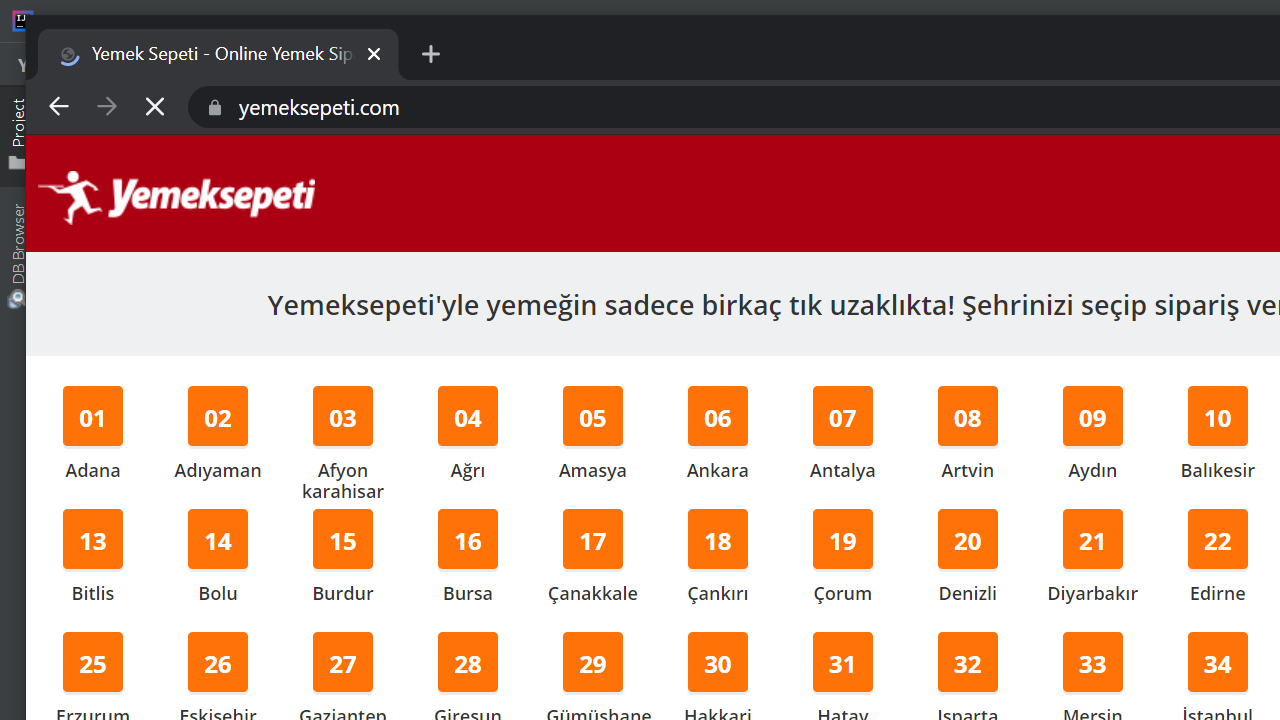 IJ
Yemek Sepeti - Online Yemek Sip
yemeksepeti.com
Y
Project
DB Browser
Yemeksepeti
Yemeksepeti'yle yemeğin sadece birkaç tık uzaklıkta! Şehrinizi seçip sipariş ver
01 02 03 04 05 06 07 08 09 10
Adana Adıyaman Afyon Ağrı Amasya Ankara Antalya Artvin Aydın Balıkesir
karahisar
13 14 15 16 17 18 19 20 21 22
Bitlis Bolu Burdur Bursa Çanakkale Çankırı Çorum Denizli Diyarbakır Edirne
25 26 27 28 29 30 31 32 33 34
Erzurum Eskişehir Gaziantep Giresun Gümüşhane Hakkari Hatay Isparta Mersin İstanbul